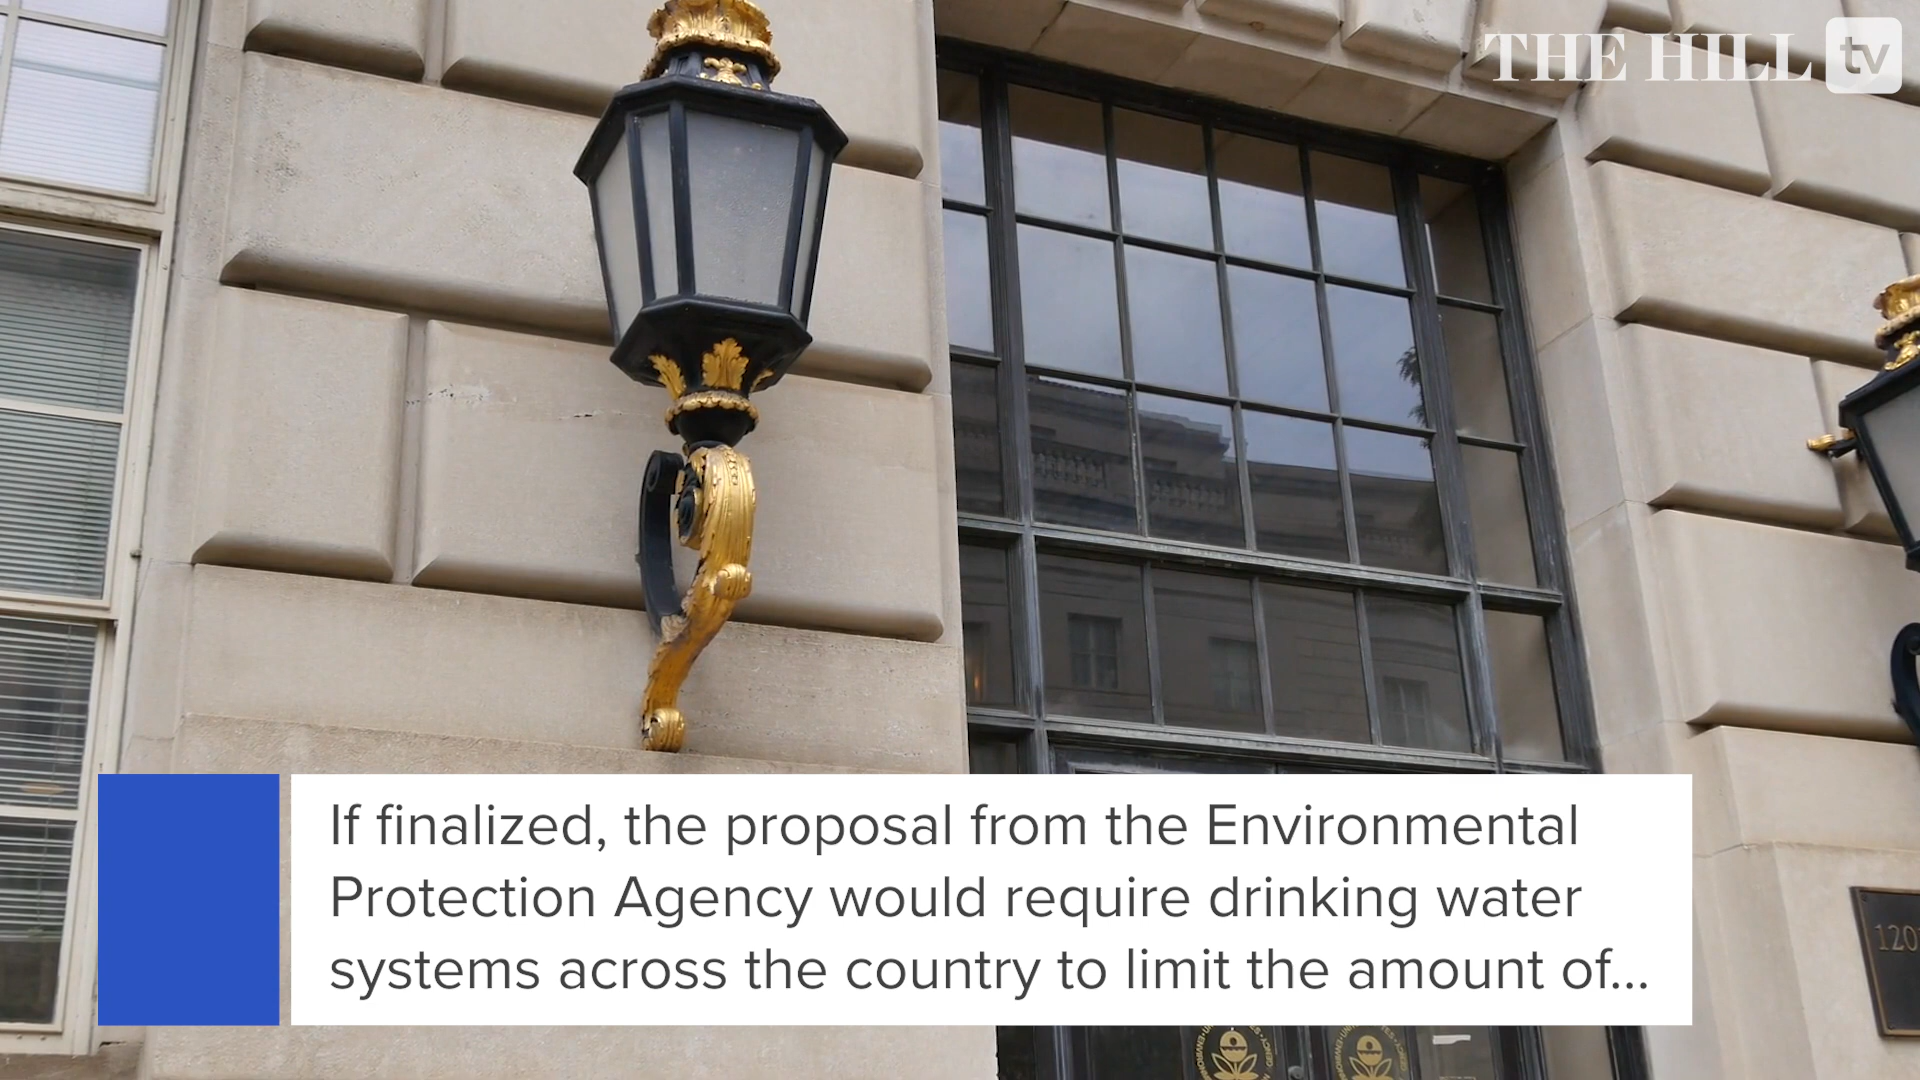 THE HILL tv
If finalized, the proposal from the Environmental
Protection Agency would require drinking water
systems across the country to limit the amount of...
120